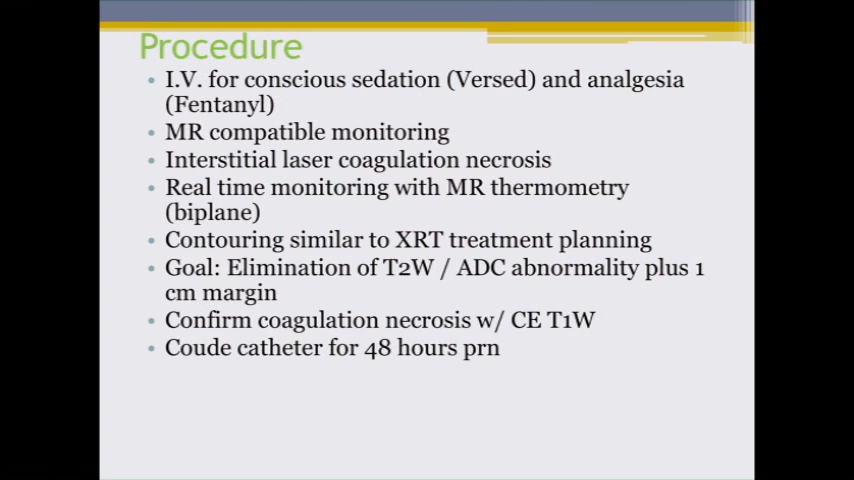 Procedure
• I.V. for conscious sedation (Versed) and analgesia
(Fentanyl)
• MR compatible monitoring
• Interstitial laser coagulation necrosis
• Real time monitoring with MR thermometry
(biplane)
• Contouring similar to XRT treatment planning
• Goal: Elimination of T2W / ADC abnormality plus 1
cm margin
• Confirm coagulation necrosis w/ CE T1W
• Coude catheter for 48 hours prn